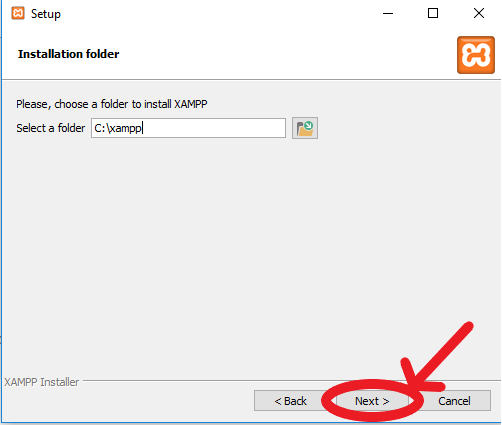 Setup
Installation folder
Please, choose a folder to install XAMPP
Select a folder C:\xampp
XAMPP Installer
< Back Next > Cancel